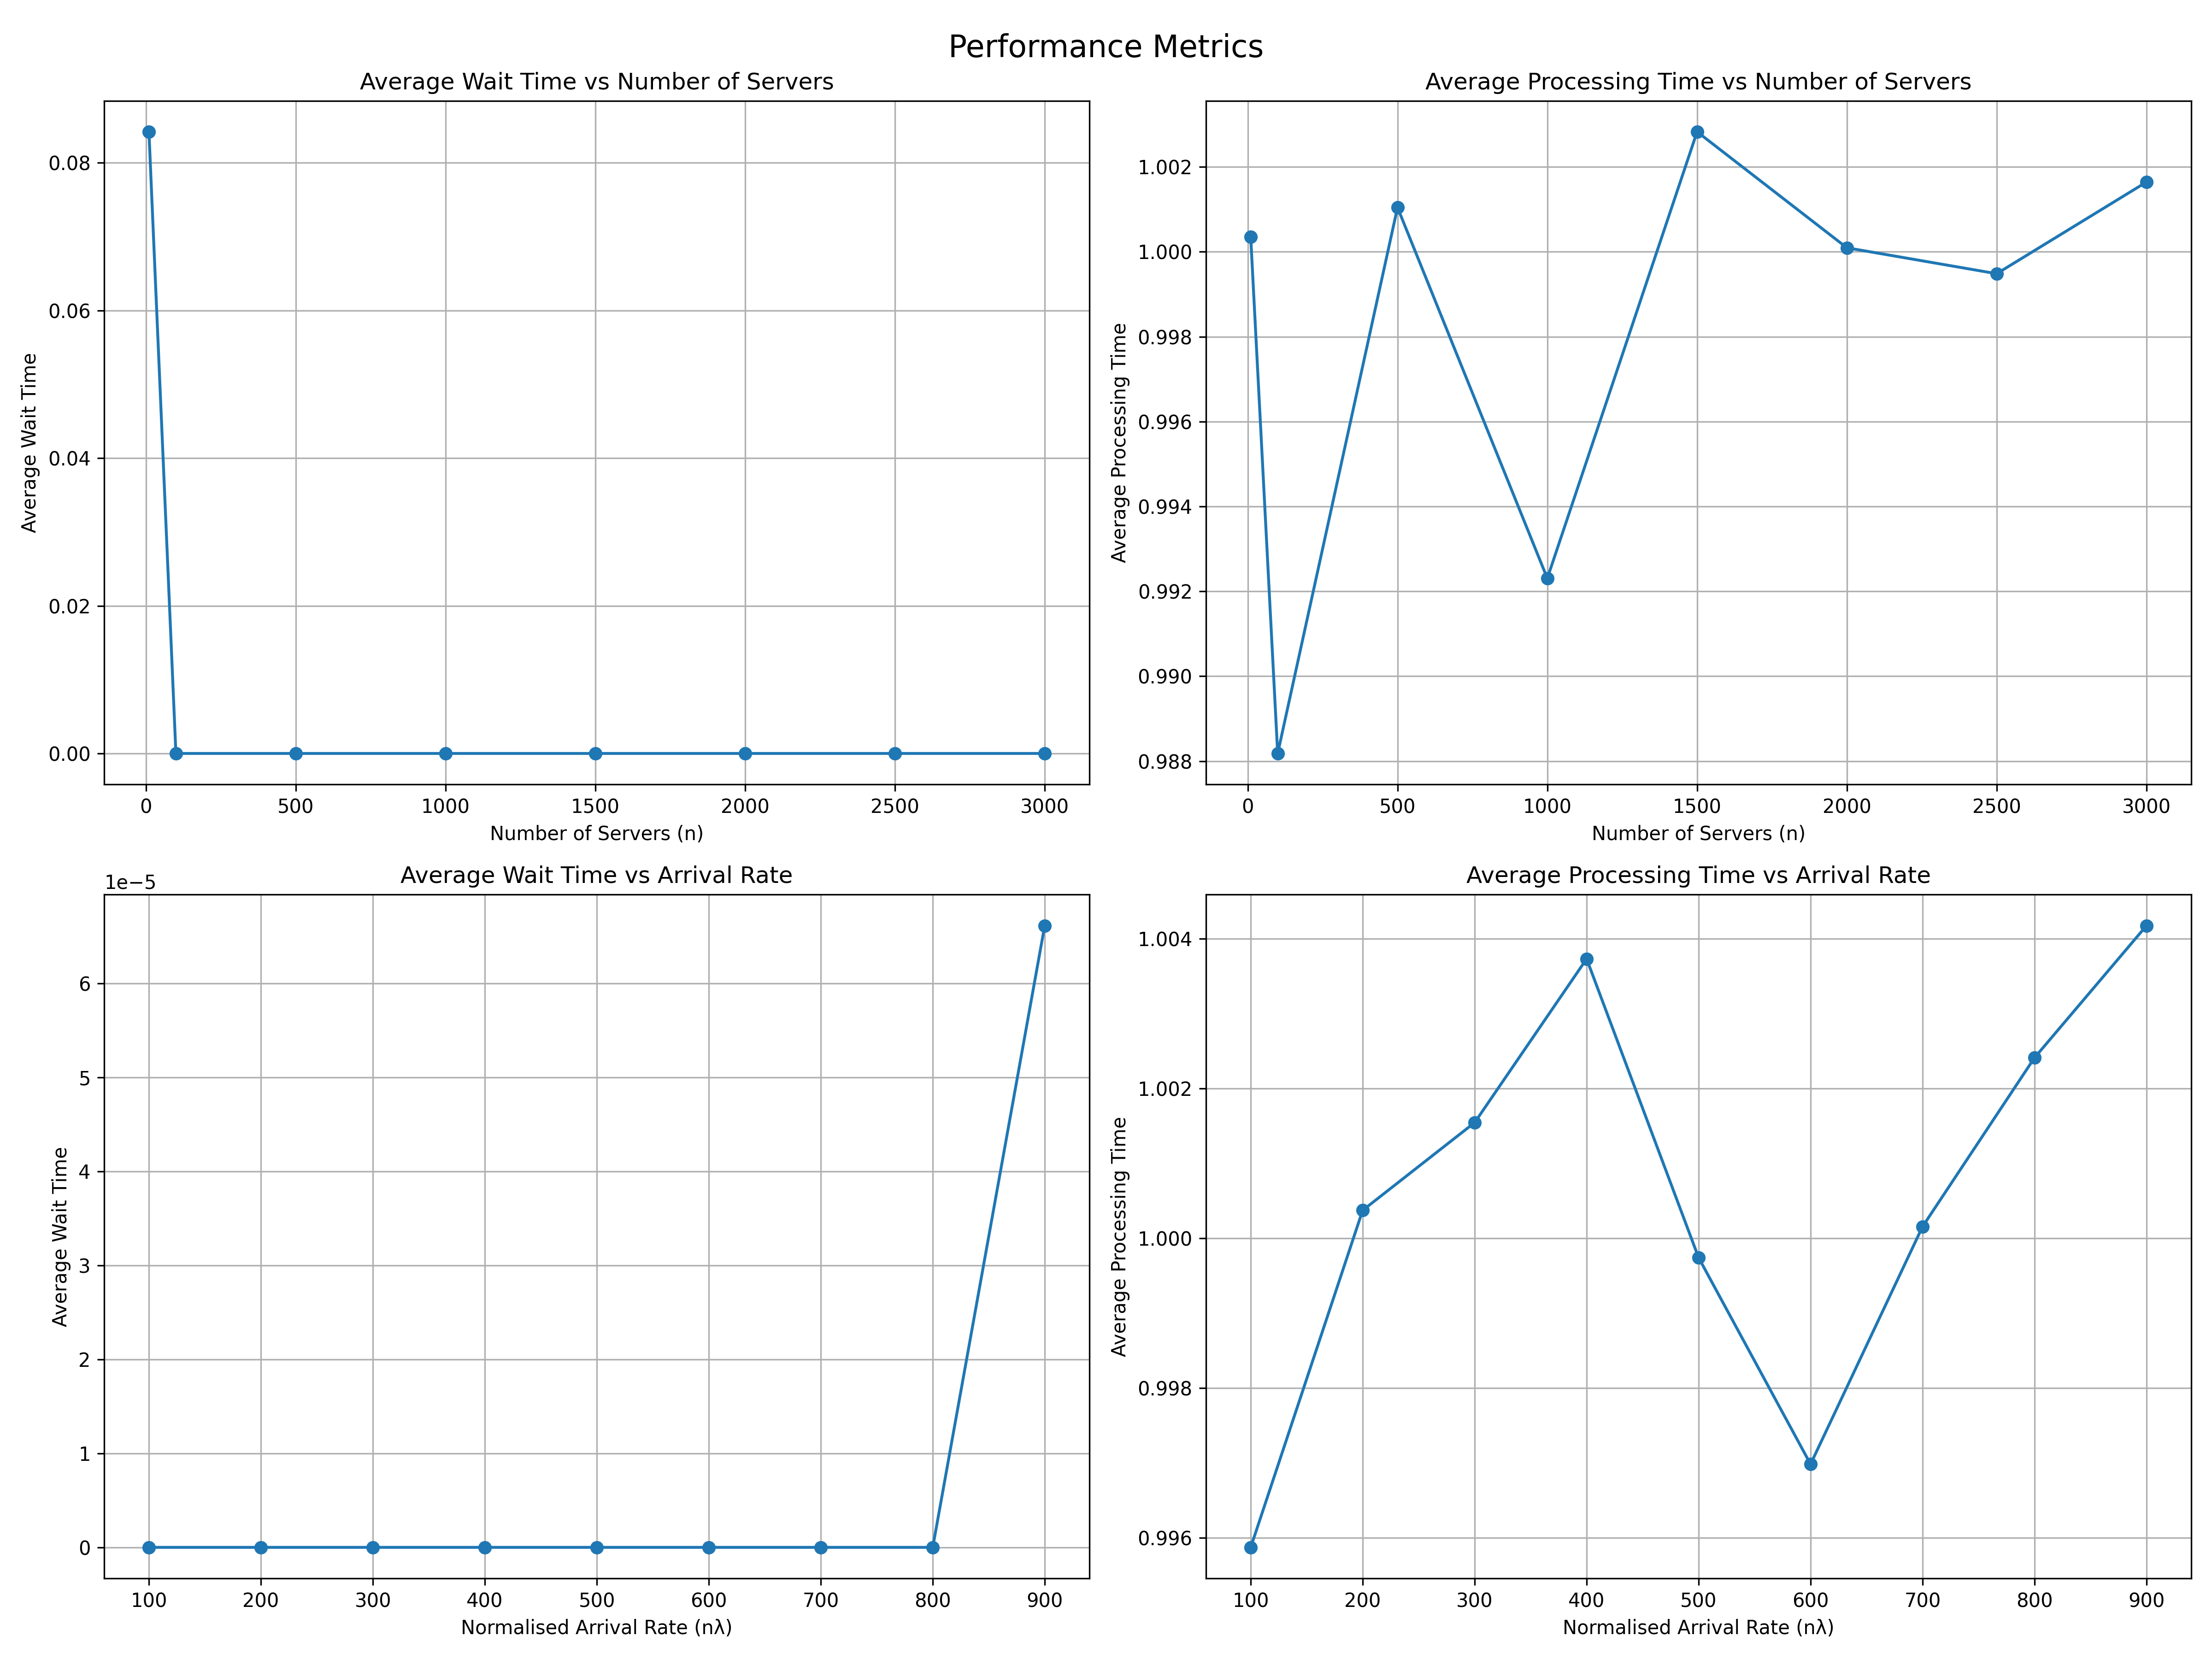 Performance Metrics
Average Wait Time vs Number of Servers
Average Wait Time
0.08
0.06
0.04
0.02
0.00
0 500 1000 1500 2000 2500 3000
Number of Servers (n)
Average Processing Time vs Number of Servers
Average Processing Time
1.002
1.000
0.998
0.996
0.994
0.992
0.990
0.988
0 500 1000 1500 2000 2500 3000
Number of Servers (n)
Average Wait Time vs Arrival Rate
1e−5
Average Wait Time
6
5
4
3
2
1
0
100 200 300 400 500 600 700 800 900
Normalised Arrival Rate (nλ)
Average Processing Time vs Arrival Rate
Average Processing Time
1.004
1.002
1.000
0.998
0.996
100 200 300 400 500 600 700 800 900
Normalised Arrival Rate (nλ)